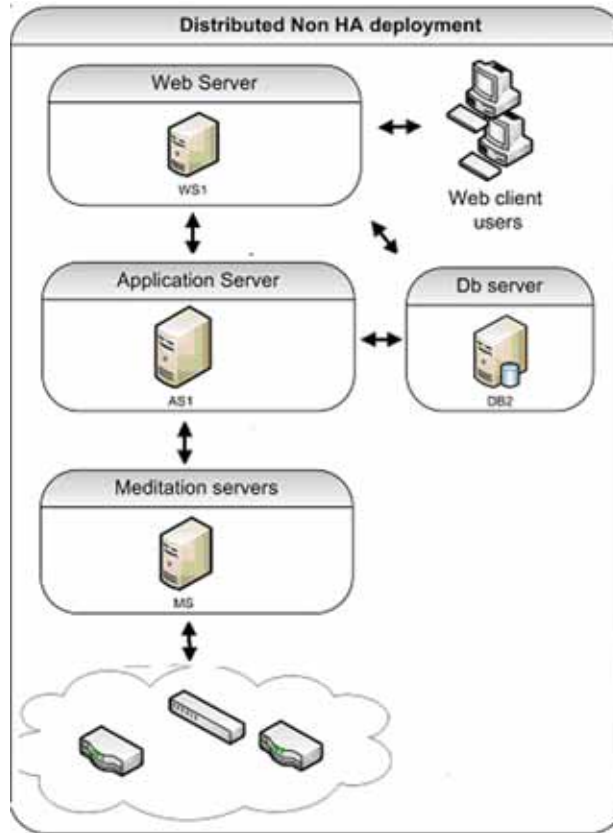 Distributed Non HA deployment
Web Server
WS1
Web client
users
Application Server
AS1
Db server
DB2
Meditation servers
MS